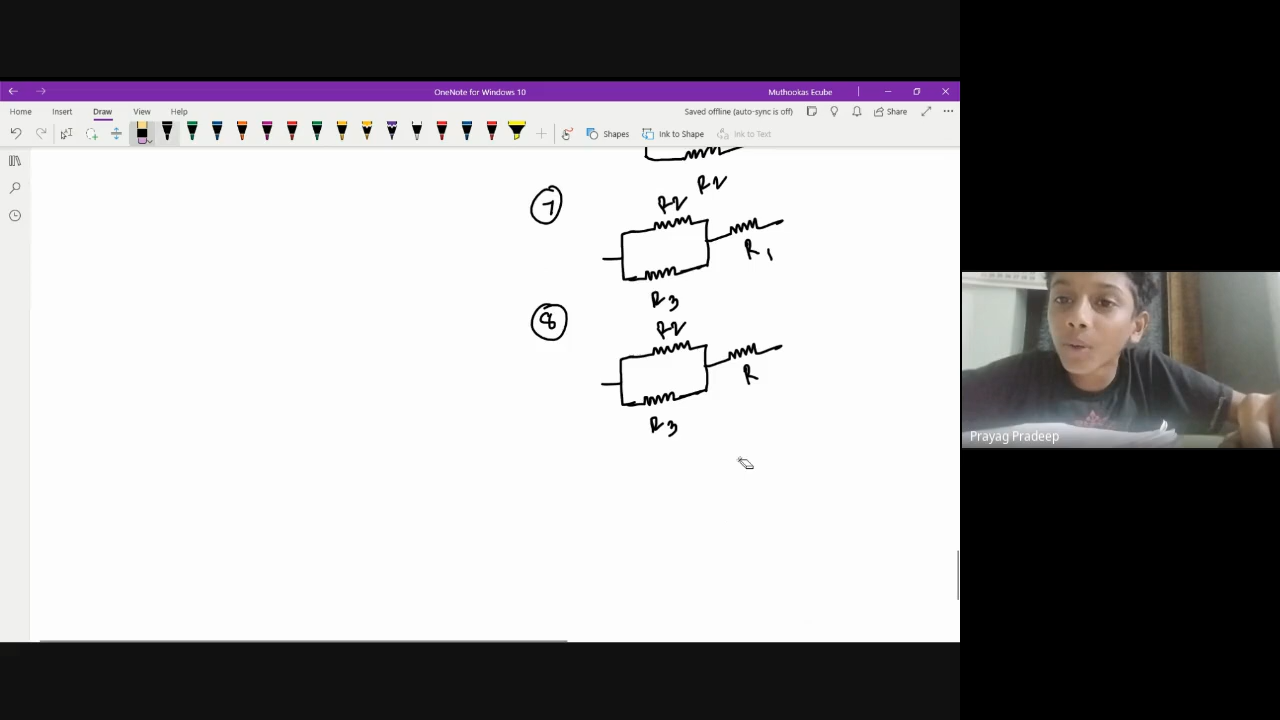 OneNote for Windows 10
Muthookas Ecube
Home Insert Draw View Help
Saved offline (auto-sync is off)
Share
Shapes
Ink to Shape
Ink to Text
R2
7
R2
R1
R3
8
R2
R
R3
Prayag Pradeep